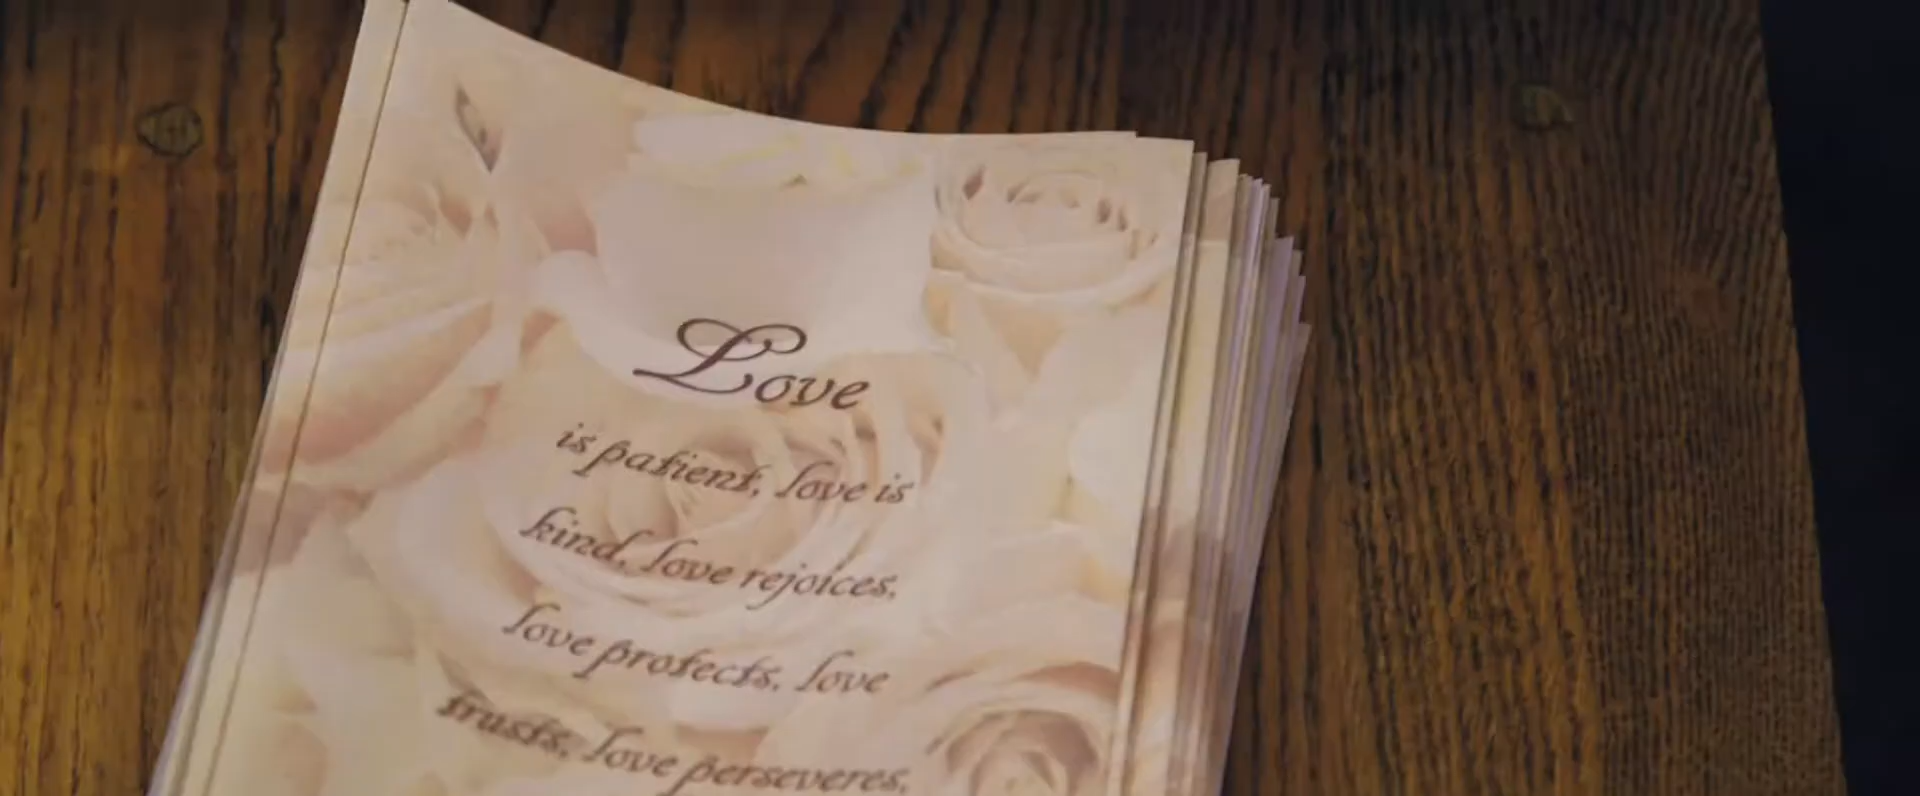 Love
is patient, love is
kind, love rejoices,
love protects, love
trusts, love perseveres,